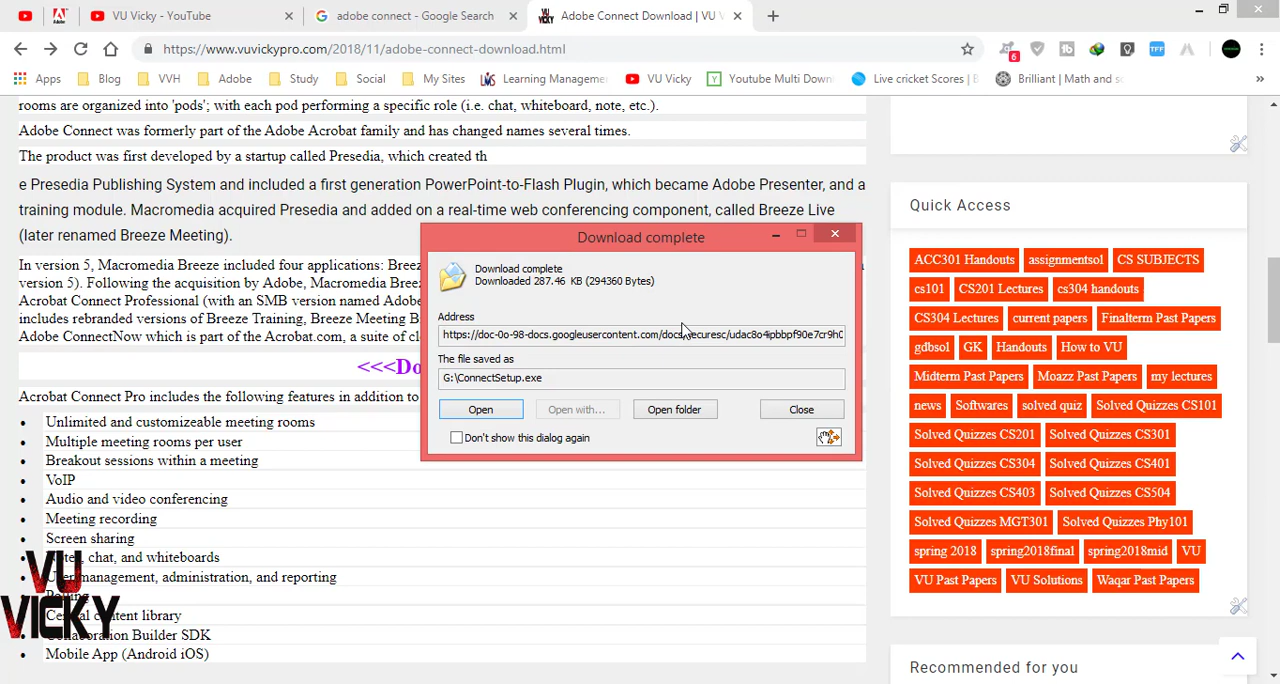 VU Vicky - YouTube
adobe connect - Google Search
Adobe Connect Download | VU V
https://www.vuvickypro.com/2018/11/adobe-connect-download.html
6
TFF
Apps
Blog
VVH
Adobe
Study
Social
My Sites
Learning Manageme
VU Vicky
Youtube Multi Down
Live cricket Scores |
Brilliant | Math and sc
»
rooms are organized into 'pods'; with each pod performing a specific role (i.e. chat, whiteboard, note, etc.).
Adobe Connect was formerly part of the Adobe Acrobat family and has changed names several times.
The product was first developed by a startup called Presedia, which created th
e Presedia Publishing System and included a first generation PowerPoint-to-Flash Plugin, which became Adobe Presenter, and a
training module. Macromedia acquired Presedia and added on a real-time web conferencing component, called Breeze Live
(later renamed Breeze Meeting).
In version 5, Macromedia Breeze included four applications: Breez
version 5). Following the acquisition by Adobe, Macromedia Breez
Acrobat Connect Professional (with an SMB version named Adobe
includes rebranded versions of Breeze Training, Breeze Meeting B
Adobe ConnectNow which is part of the Acrobat.com, a suite of cl
<<<Do
Acrobat Connect Pro includes the following features in addition to
• Unlimited and customizeable meeting rooms
• Multiple meeting rooms per user
• Breakout sessions within a meeting
• VoIP
• Audio and video conferencing
• Meeting recording
• Screen sharing
• Notes, chat, and whiteboards
• User management, administration, and reporting
• Polling
• Central content library
• Collaboration Builder SDK
• Mobile App (Android iOS)
VU
VICKY
Download complete
Download complete
Downloaded 287.46 KB (294360 Bytes)
Address
The file saved as
G:\ConnectSetup.exe
Open
Open with...
Open folder
Close
Don't show this dialog again
Quick Access
ACC301 Handouts assignmentsol CS SUBJECTS
cs101 CS201 Lectures cs304 handouts
CS304 Lectures current papers Finalterm Past Papers
gdbsol GK Handouts How to VU
Midterm Past Papers Moazz Past Papers my lectures
news Softwares solved quiz Solved Quizzes CS101
Solved Quizzes CS201 Solved Quizzes CS301
Solved Quizzes CS304 Solved Quizzes CS401
Solved Quizzes CS403 Solved Quizzes CS504
Solved Quizzes MGT301 Solved Quizzes Phy101
spring 2018 spring2018final spring2018mid VU
VU Past Papers VU Solutions Waqar Past Papers
Recommended for you